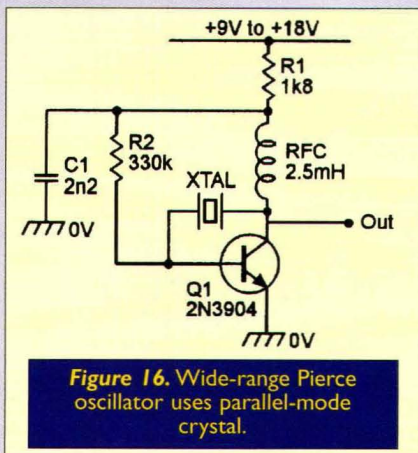 +9V to +18V
R1
1k8
R2
330k
C1
2n2
XTAL
RFC
2.5mH
Out
0V
Q1
2N3904
0V
Figure 16. Wide-range Pierce
oscillator uses parallel-mode
crystal.